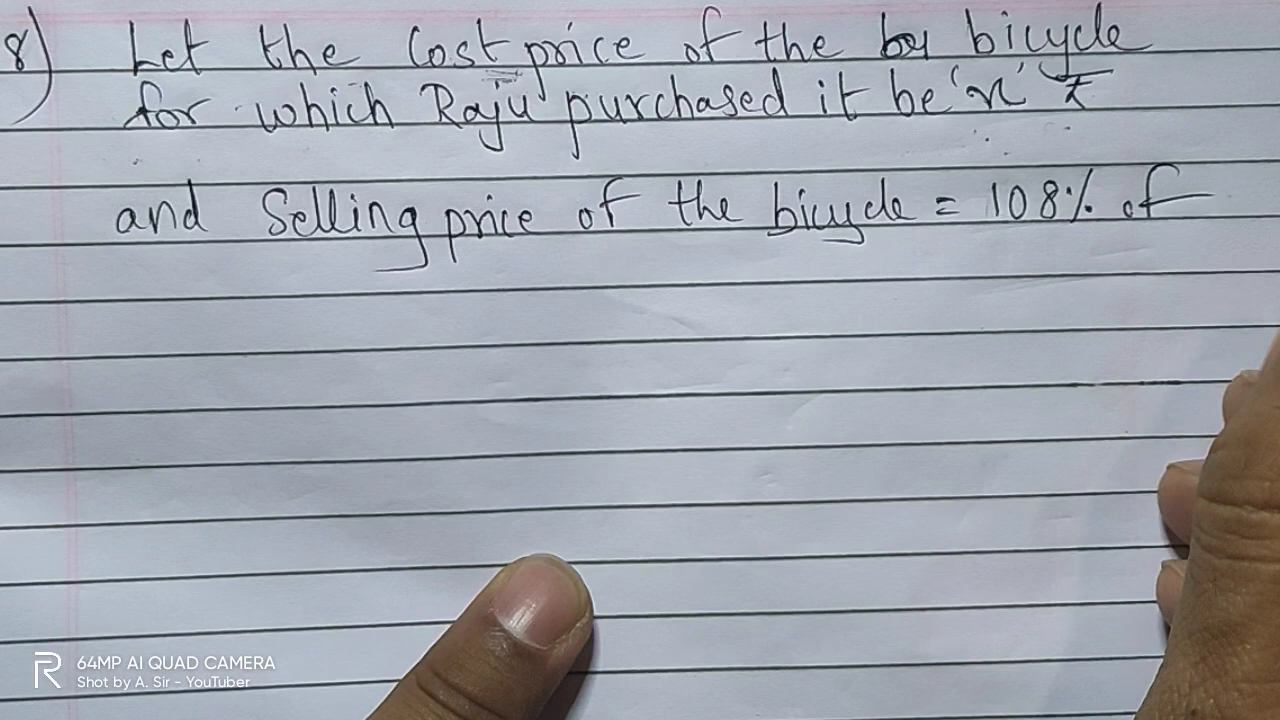 8) Let the Cost price of the by bicycle
for which Raju purchased it be 'x' ₹
and Selling price of the bicycle = 108% of
64MP AI QUAD CAMERA
Shot by A. Sir - YouTuber